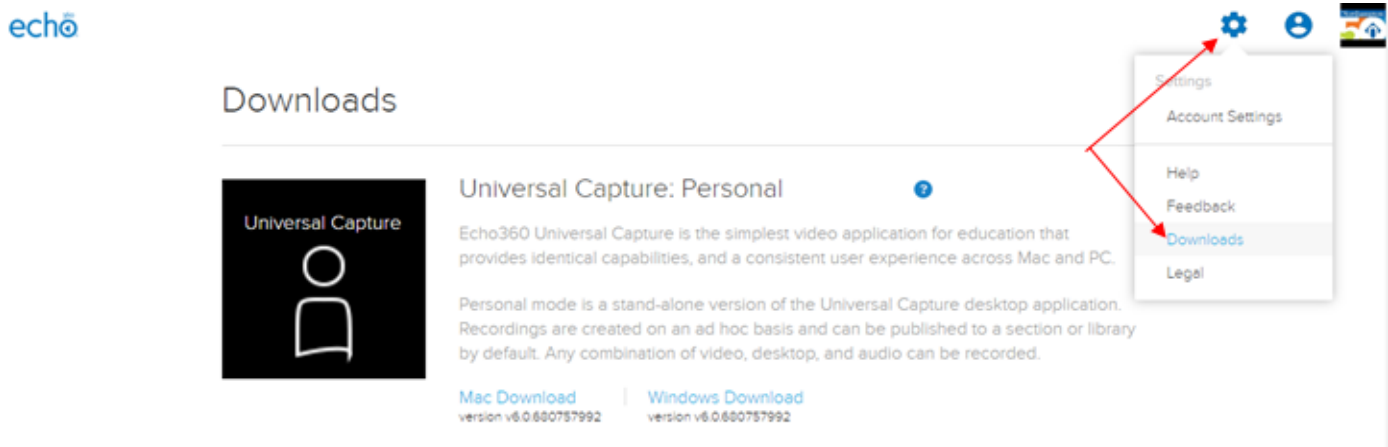 echo
Settings
Account Settings
Help
Feedback
Downloads
Legal
Downloads
Universal Capture
Universal Capture: Personal
?
Echo360 Universal Capture is the simplest video application for education that
provides identical capabilities, and a consistent user experience across Mac and PC.
Personal mode is a stand-alone version of the Universal Capture desktop application.
Recordings are created on an ad hoc basis and can be published to a section or library
by default. Any combination of video, desktop, and audio can be recorded.
Mac Download
version v6.0.680757992
Windows Download
version v6.0.680757992